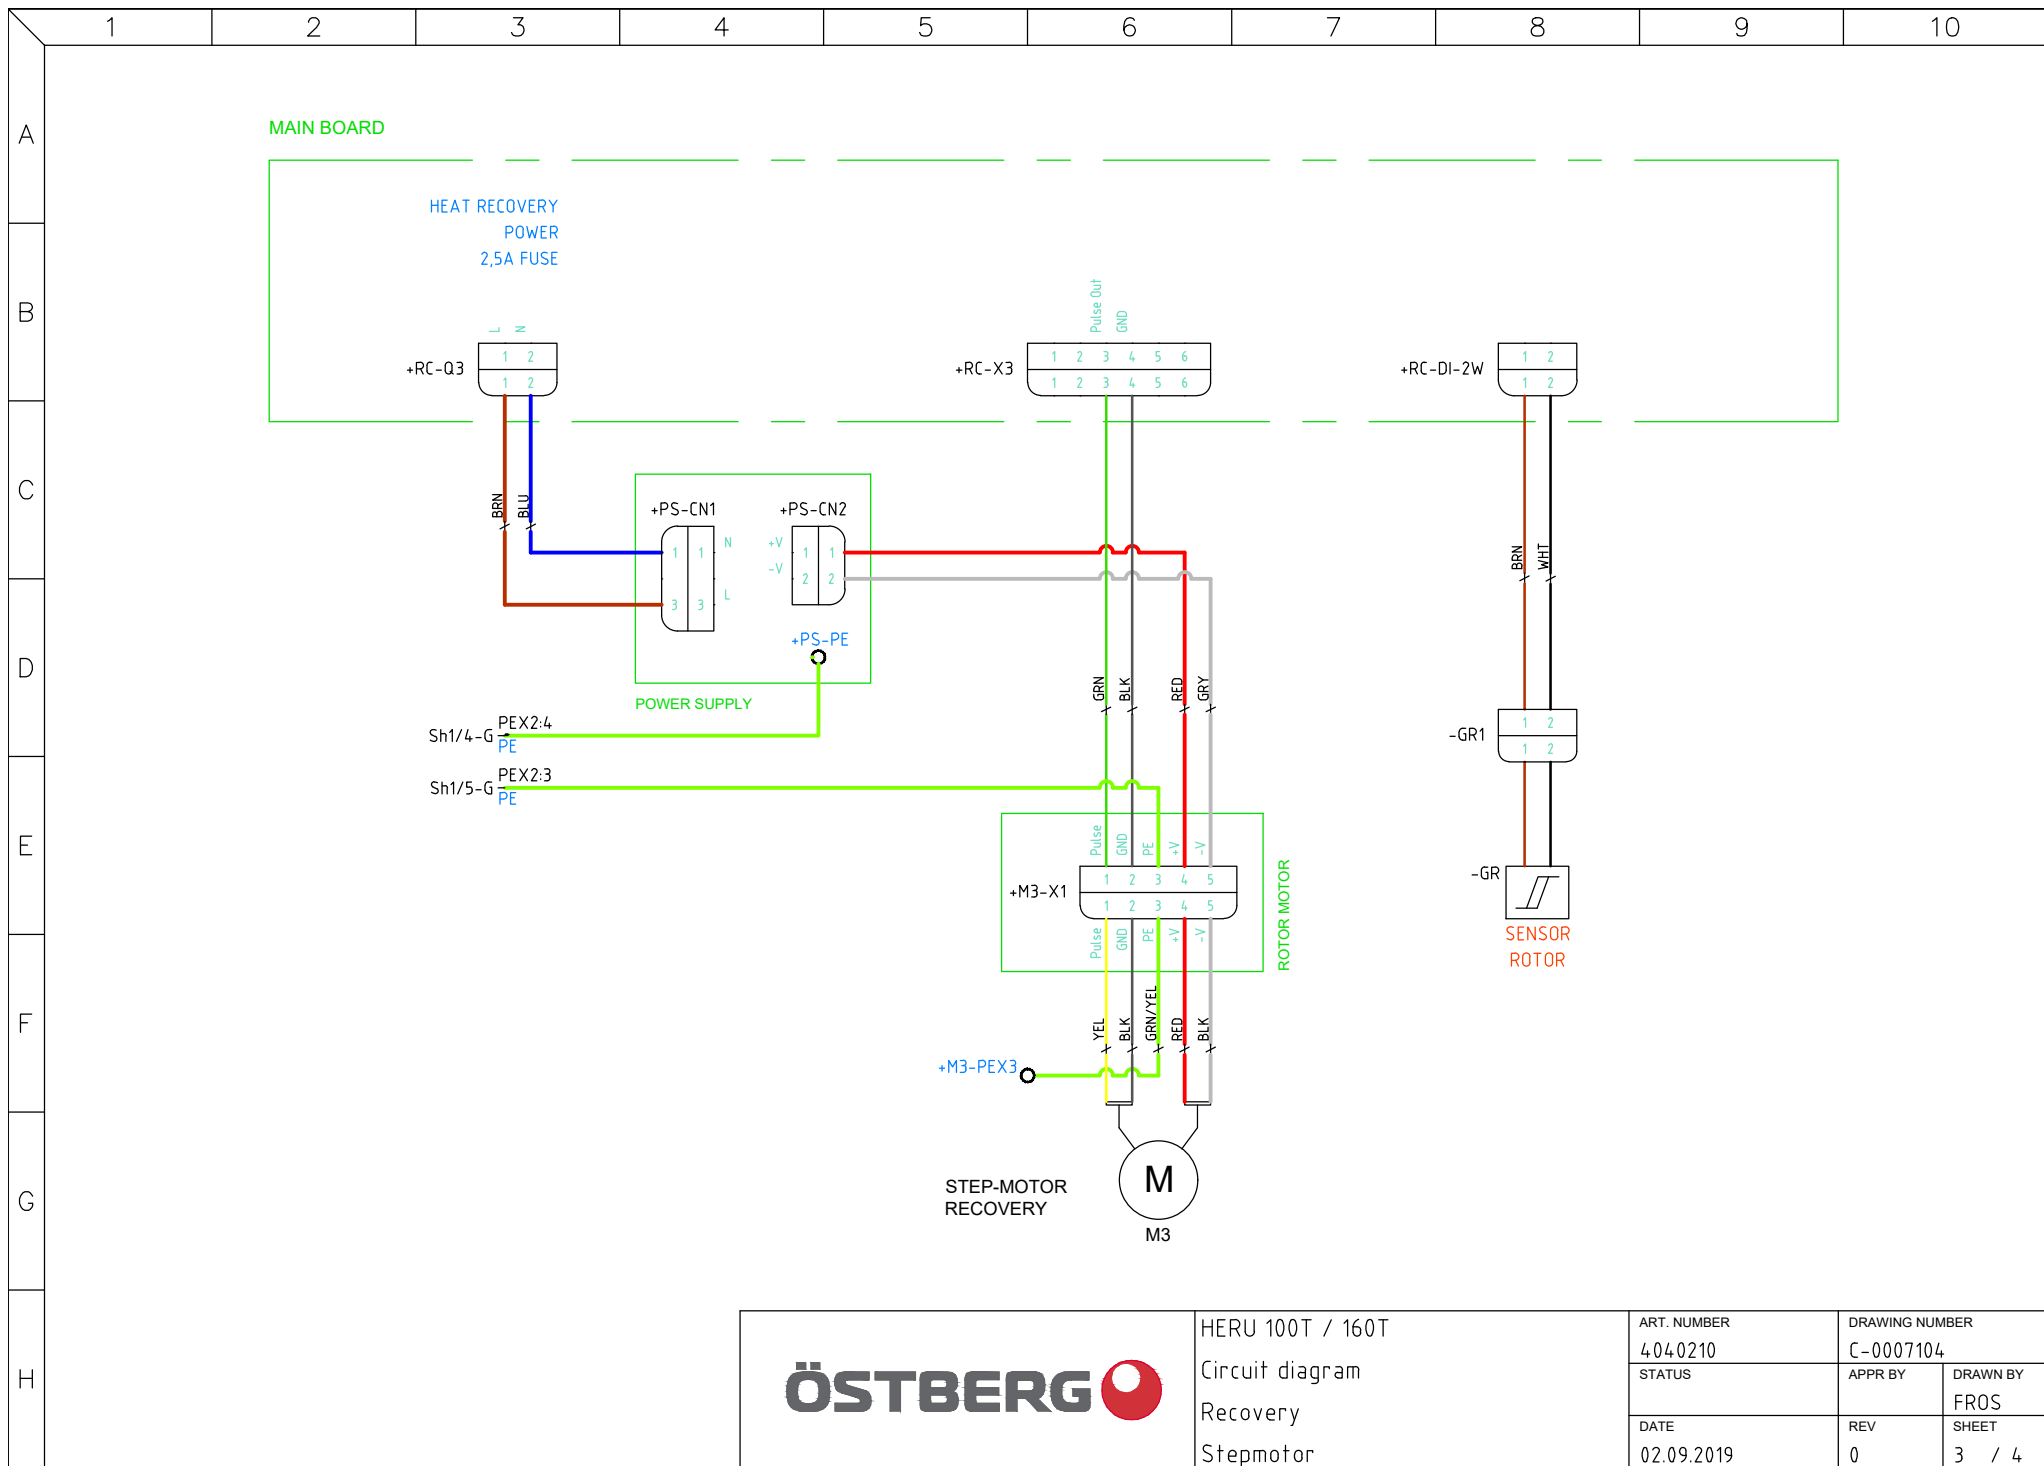 1 2 3 4 5 6 7 8 9 10
A
MAIN BOARD
HEAT RECOVERY
POWER
2,5A FUSE
B
L N
Pulse Out GND
+RC-Q3
1 2
1 2
+RC-X3
1 2 3 4 5 6
1 2 3 4 5 6
+RC-DI-2W
1 2
1 2
C
BRN BLU
+PS-CN1
1 1 N
3 3 L
+PS-CN2
+V 1 1
-V 2 2
BRN WHT
+PS-PE
D
POWER SUPPLY
GRN BLK RED GRY
Sh1/4-G PEX2:4
PE
-GR1
1 2
1 2
Sh1/5-G PEX2:3
PE
E
Pulse GND PE +V -V
+M3-X1
1 2 3 4 5
1 2 3 4 5
Pulse GND PE +V -V
ROTOR MOTOR
-GR
SENSOR
ROTOR
F
YEL BLK GRN/YEL RED BLK
+M3-PEX3
G
M
STEP-MOTOR
RECOVERY
M3
H
ÖSTBERG
HERU 100T / 160T
Circuit diagram
Recovery
Stepmotor
ART. NUMBER
4040210
DRAWING NUMBER
C-0007104
STATUS
APPR BY
DRAWN BY
FROS
DATE
02.09.2019
REV
0
SHEET
3 / 4